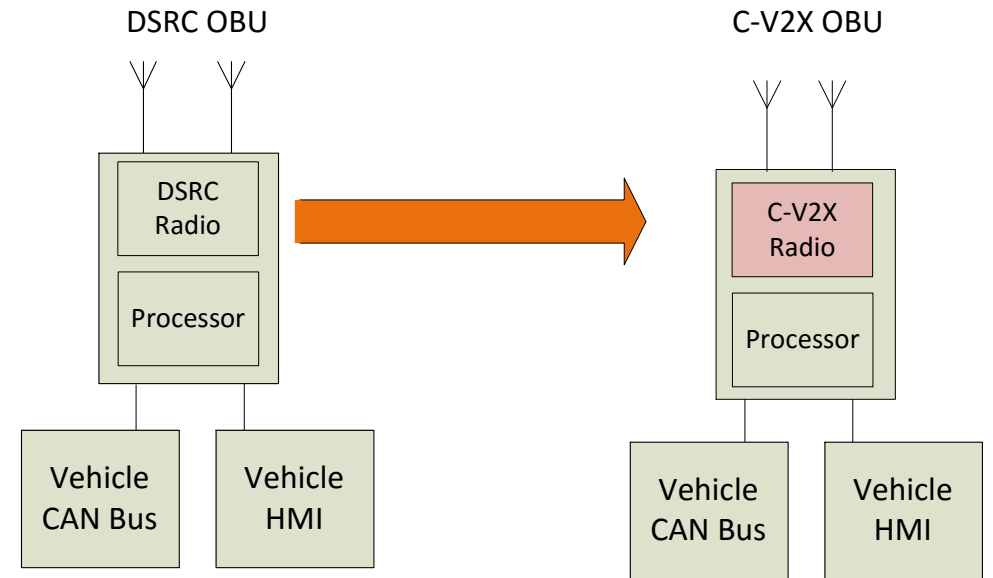 DSRC OBU
DSRC
Radio
Processor
Vehicle
CAN Bus
Vehicle
HMI
C-V2X OBU
C-V2X
Radio
Processor
Vehicle
CAN Bus
Vehicle
HMI